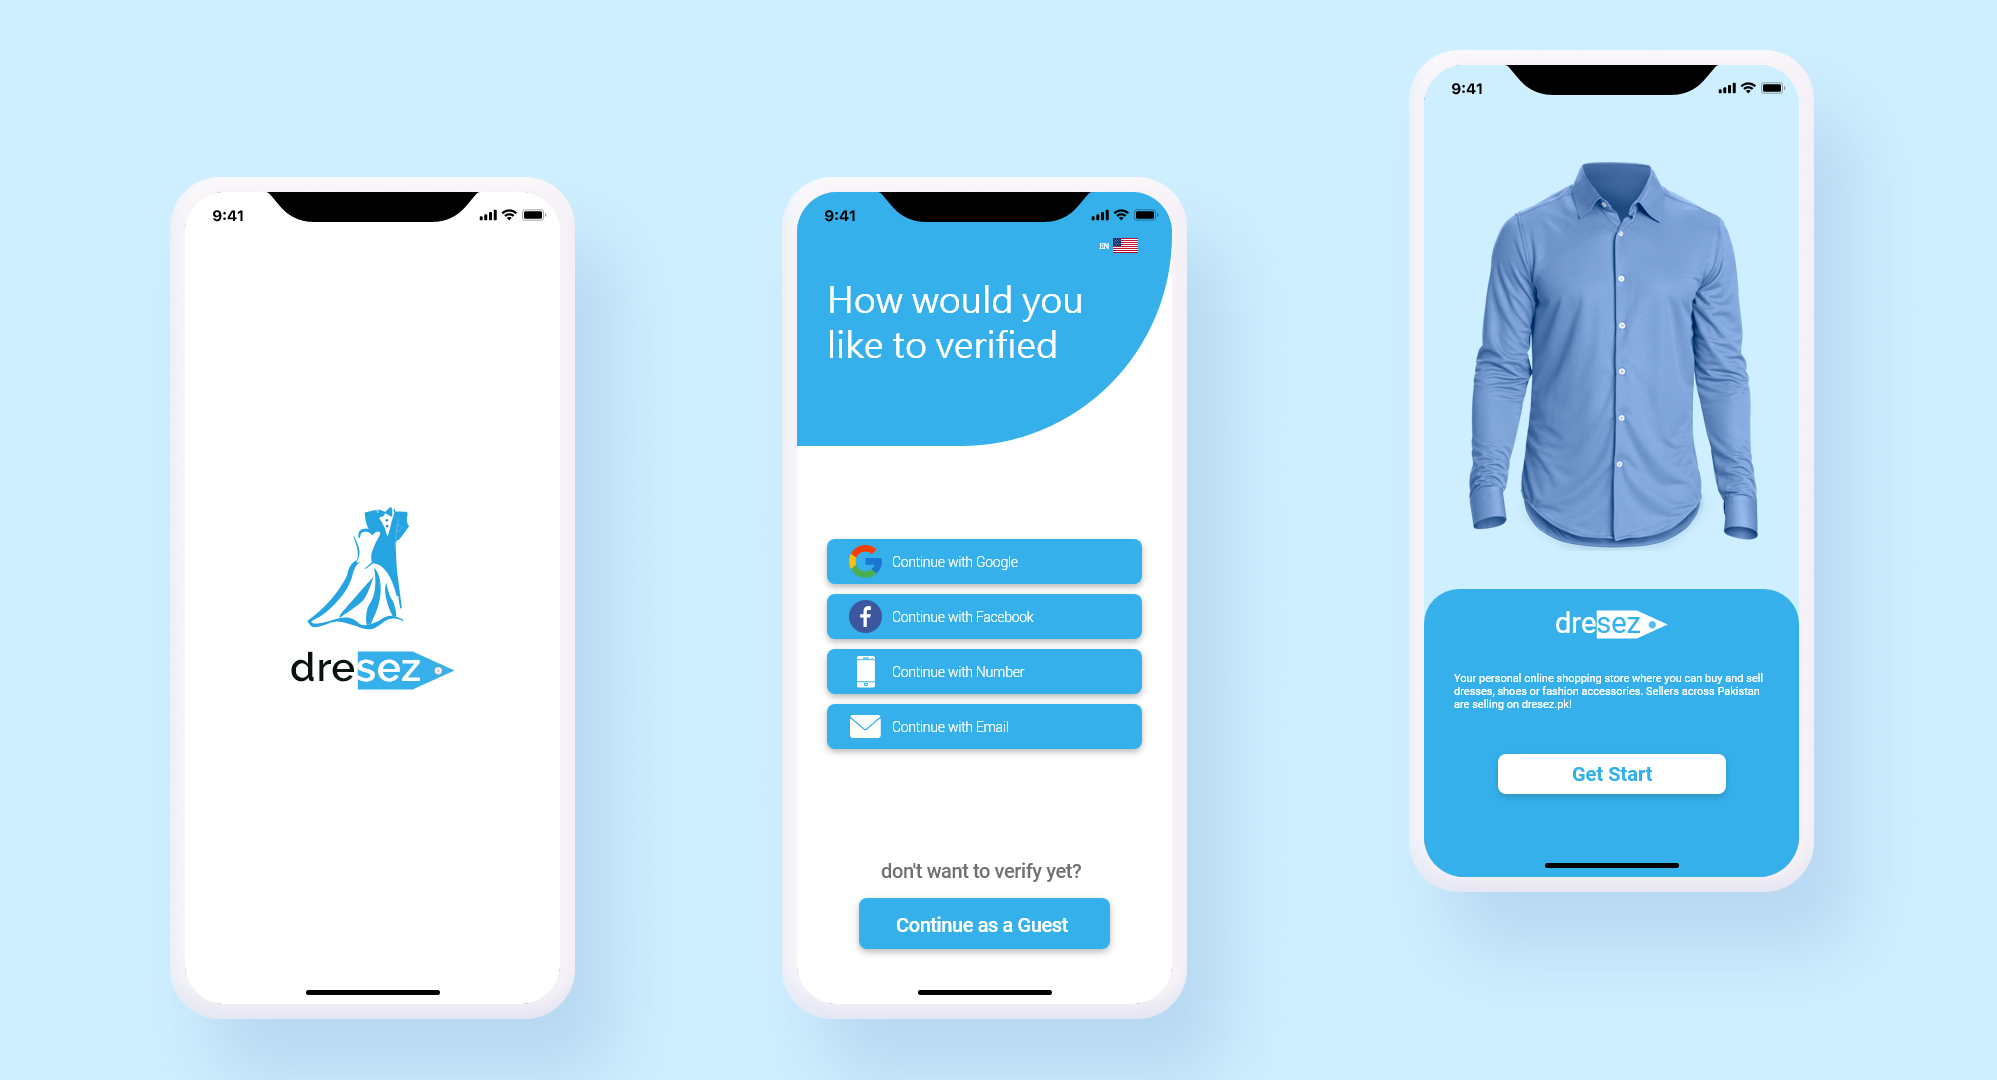 9:41
dresez
9:41
EN
How would you
like to verified
Continue with Google
Continue with Facebook
Continue with Number
Continue with Email
don't want to verify yet?
Continue as a Guest
9:41
dresez
Your personal online shopping store where you can buy and sell
dresses, shoes or fashion accessories. Sellers across Pakistan
are selling on dresez.pk!
Get Start